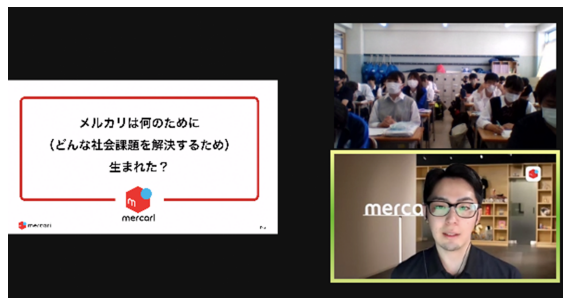 メルカリは何のために
(どんな社会課題を解決するため)
生まれた?
mercari
mercari
merca